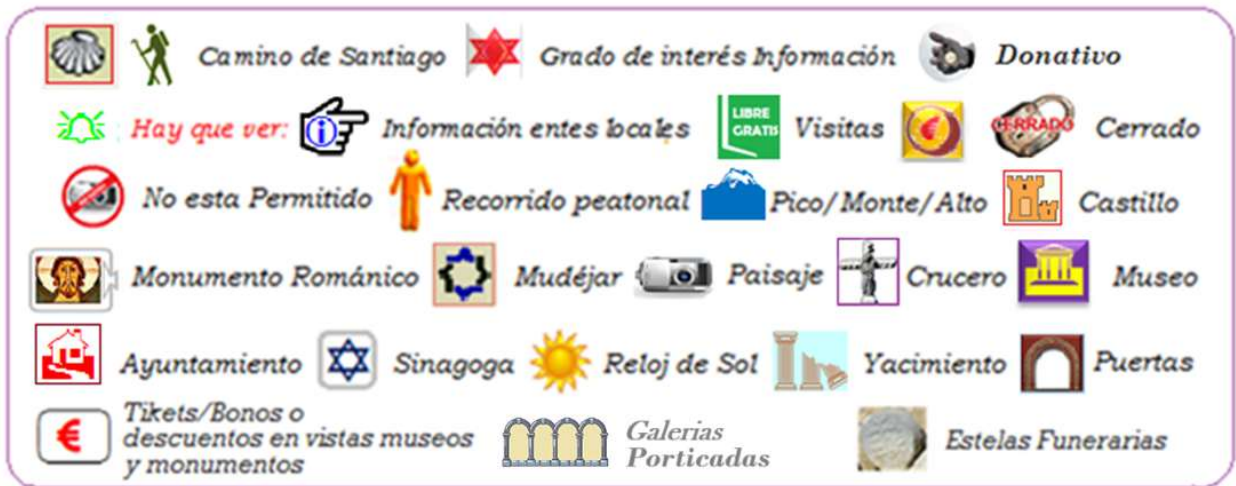 Camino de Santiago Grado de interés Información Donativo
Hay que ver: i Información entes locales LIBRE GRATIS Visitas € CERRADO Cerrado
No esta Permitido Recorrido peatonal Pico/Monte/Alto Castillo
Monumento Románico Mudéjar Paisaje Crucero Museo
Ayuntamiento Sinagoga Reloj de Sol Yacimiento Puertas
€ Tikets/Bonos o
descuentos en vistas museos
y monumentos
Galerias
Porticadas
Estelas Funerarias